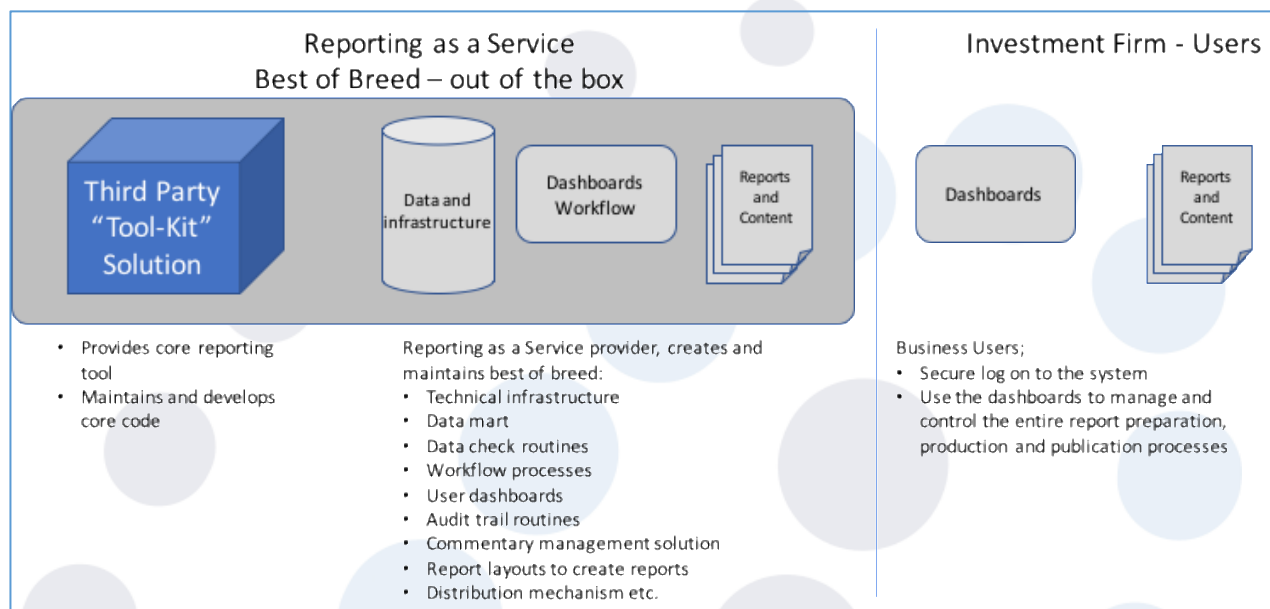 Reporting as a Service
Best of Breed – out of the box
Third Party
“Tool-Kit”
Solution
Data and
infrastructure
Dashboards
Workflow
Reports
and
Content
• Provides core reporting
tool
• Maintains and develops
core code
Reporting as a Service provider, creates and
maintains best of breed:
• Technical infrastructure
• Data mart
• Data check routines
• Workflow processes
• User dashboards
• Audit trail routines
• Commentary management solution
• Report layouts to create reports
• Distribution mechanism etc.
Investment Firm - Users
Dashboards
Reports
and
Content
Business Users;
• Secure log on to the system
• Use the dashboards to manage and
control the entire report preparation,
production and publication processes